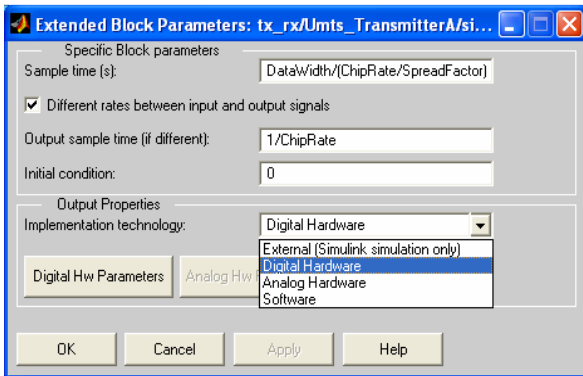 Extended Block Parameters: tx_rx/Umts_TransmitterA/si...
Specific Block parameters
Sample time (s): DataWidth/(ChipRate/SpreadFactor)
Different rates between input and output signals
Output sample time (if different): 1/ChipRate
Initial condition: 0
Output Properties
Implementation technology: Digital Hardware
External (Simulink simulation only)
Digital Hardware
Analog Hardware
Software
Digital Hw Parameters Analog Hw
OK Cancel Apply Help